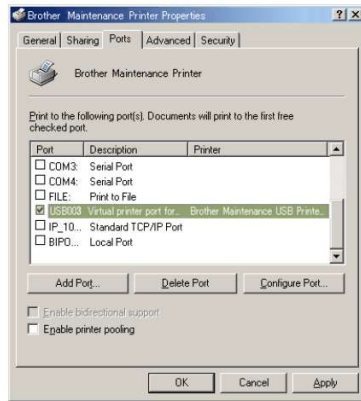 Brother Maintenance Printer Properties
General Sharing Ports Advanced Security
Brother Maintenance Printer
Print to the following port(s). Documents will print to the first free
checked port.
Port Description Printer
COM3: Serial Port
COM4: Serial Port
FILE: Print to File
USB003 Virtual printer port for... Brother Maintenance USB Printe...
IP_10... Standard TCP/IP Port
BIPO... Local Port
Add Port... Delete Port Configure Port...
Enable bidirectional support
Enable printer pooling
OK Cancel Apply